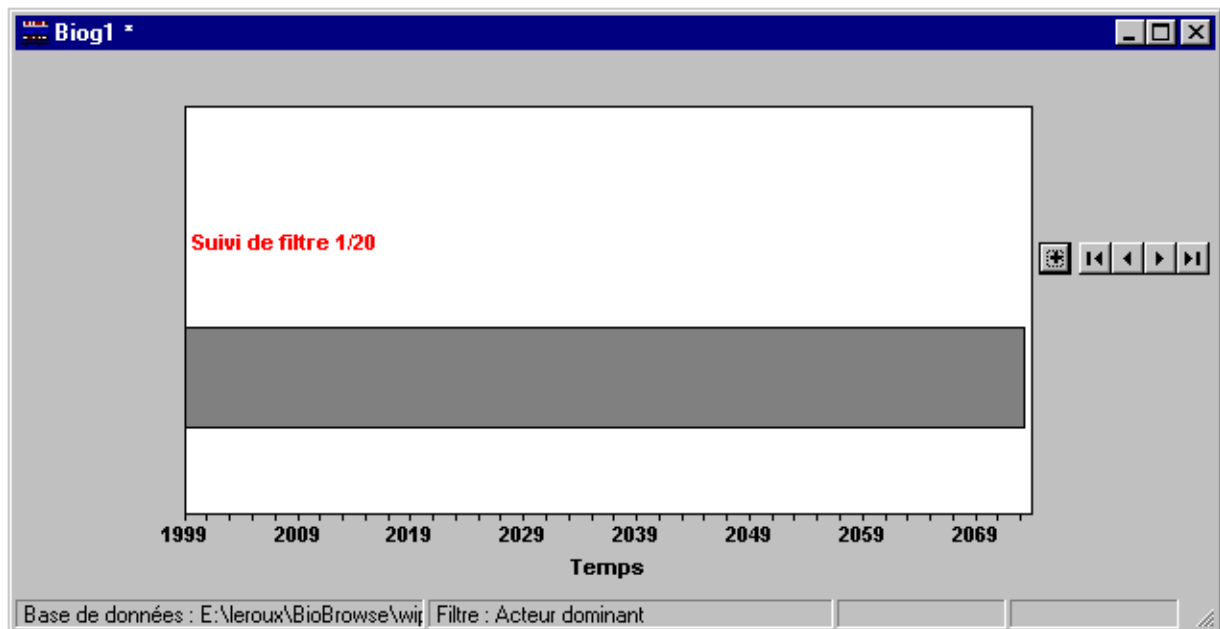 Biog1 *
Suivi de filtre 1/20
1999 2009 2019 2029 2039 2049 2059 2069
Temps
Base de données : E:\leroux\BioBrowse\wip Filtre : Acteur dominant